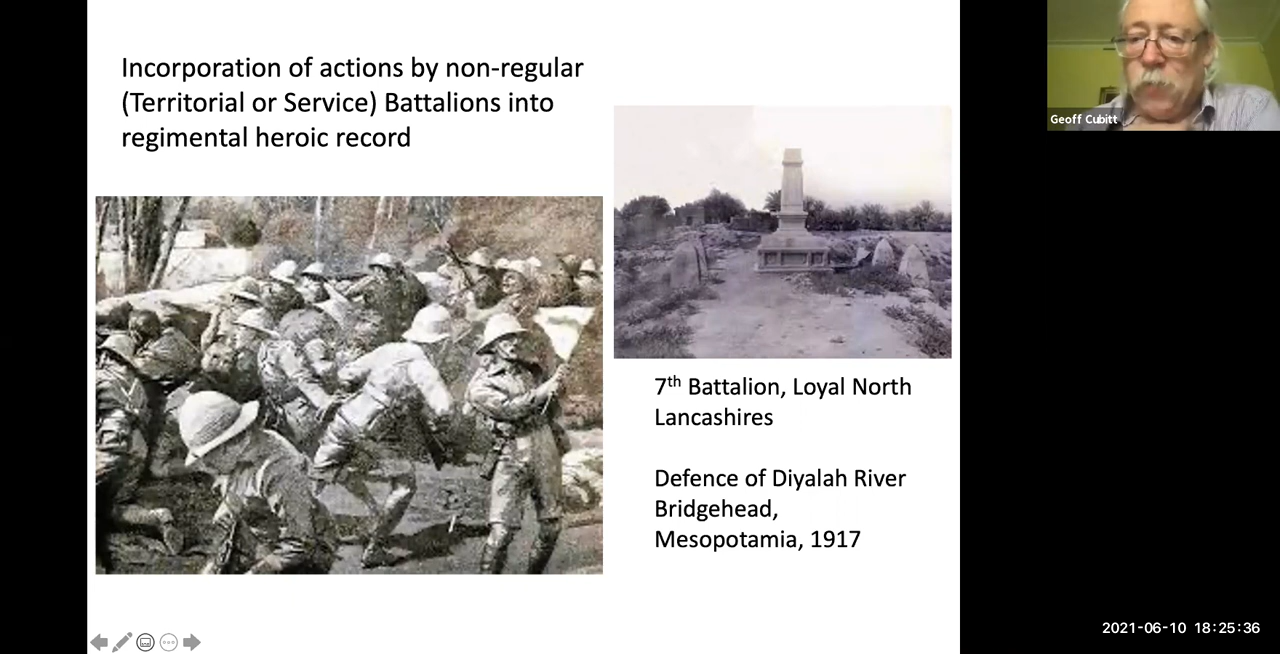 Incorporation of actions by non-regular
(Territorial or Service) Battalions into
regimental heroic record
Geoff Cubitt
7th Battalion, Loyal North
Lancashires
Defence of Diyalah River
Bridgehead,
Mesopotamia, 1917
2021-06-10 18:25:36